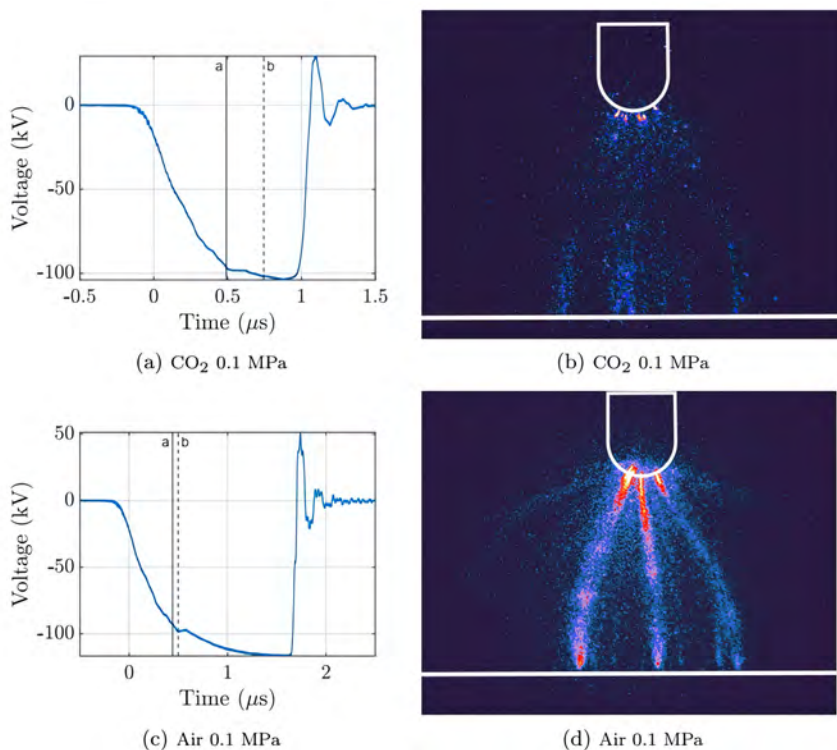 a
b
0
-50
-100
Voltage (kV)
-0.5
0
0.5
1
1.5
Time (μs)
(a) CO₂ 0.1 MPa
(b) CO₂ 0.1 MPa
a
b
50
0
-50
-100
Voltage (kV)
0
1
2
Time (μs)
(c) Air 0.1 MPa
(d) Air 0.1 MPa